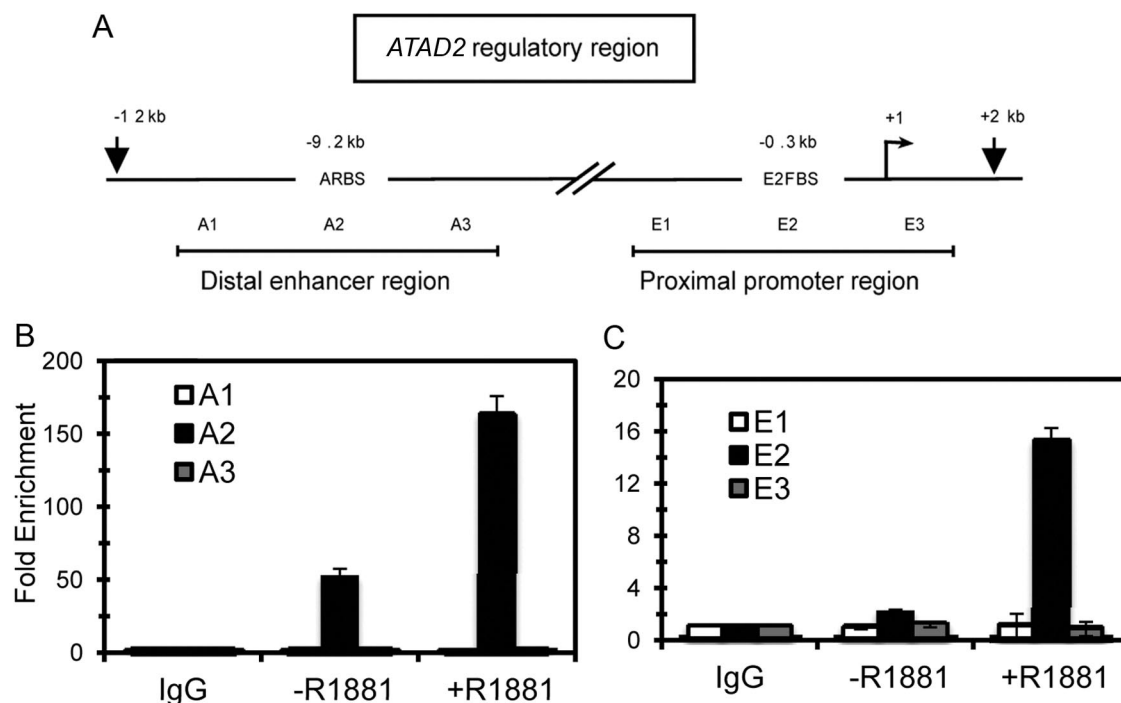 A
ATAD2 regulatory region
-1 2 kb
-9 . 2 kb
-0 . 3 kb
+1
+2 kb
ARBS
E2FBS
A1 A2 A3 E1 E2 E3
Distal enhancer region
Proximal promoter region
B
Fold Enrichment
200
150
100
50
0
A1
A2
A3
IgG -R1881 +R1881
C
20
16
12
8
4
0
E1
E2
E3
IgG -R1881 +R1881